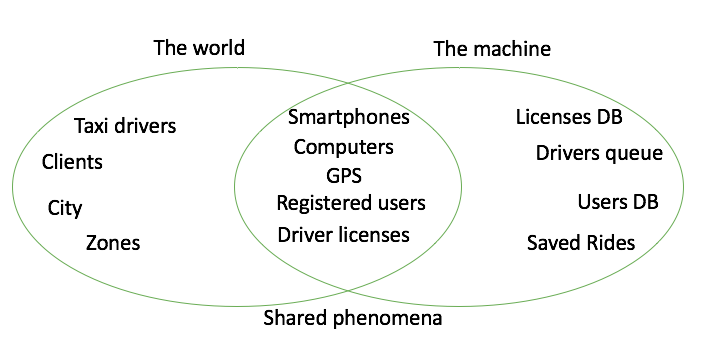 The world
The machine
Taxi drivers
Clients
City
Zones
Smartphones
Computers
GPS
Registered users
Driver licenses
Licenses DB
Drivers queue
Users DB
Saved Rides
Shared phenomena